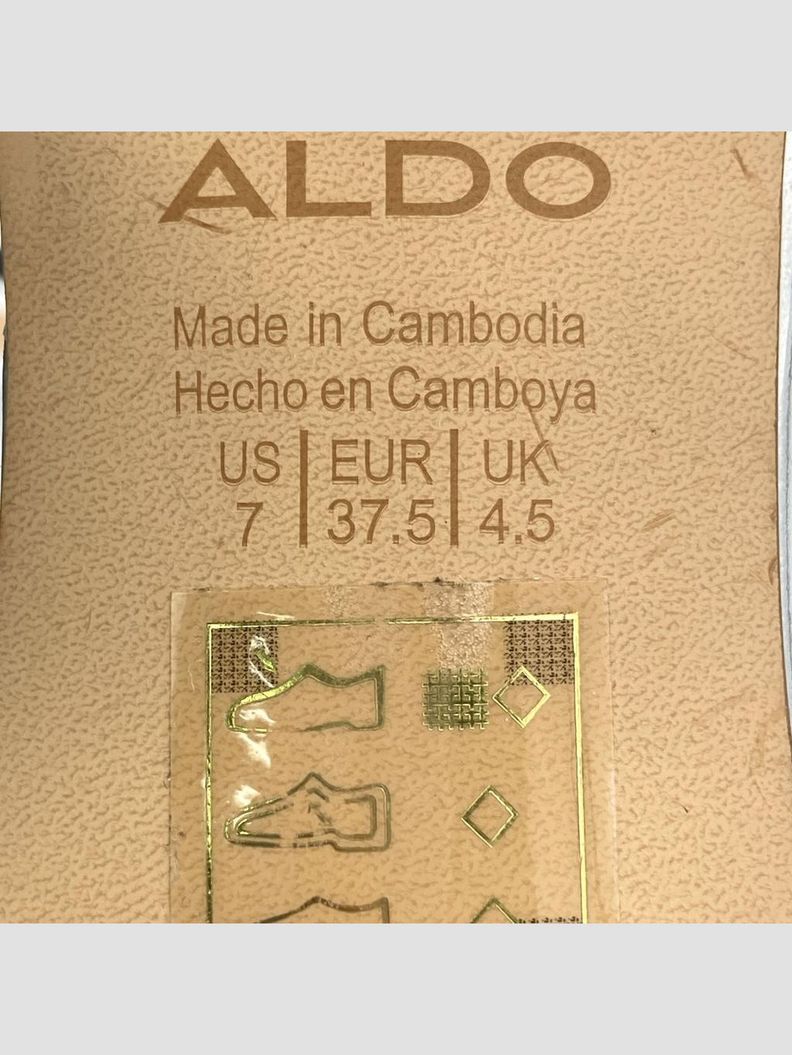 ALDO
Made in Cambodia
Hecho en Camboya
US | EUR | UK
7 | 37.5 | 4.5